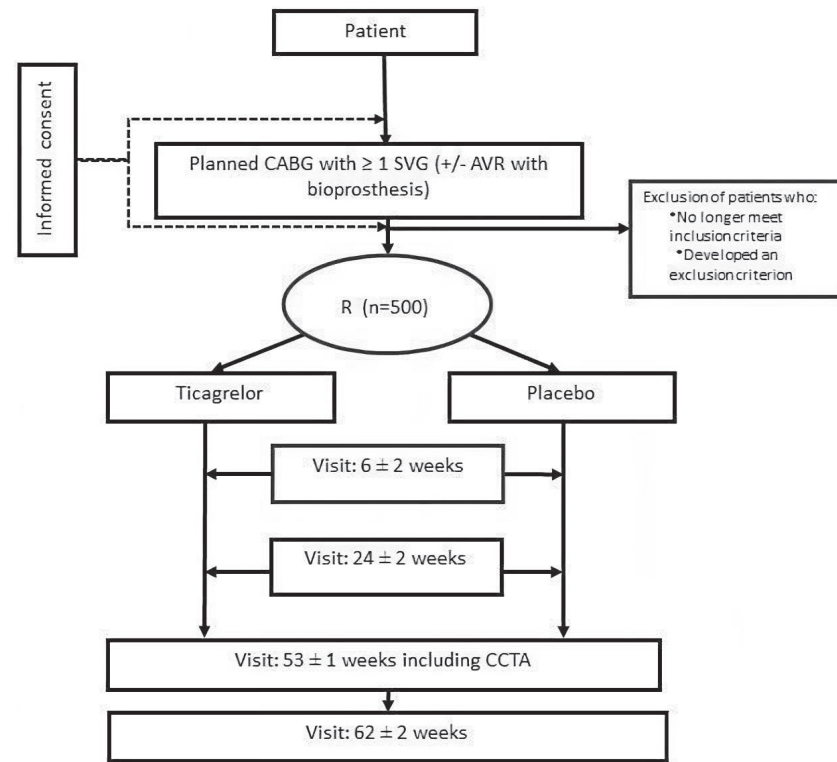 Patient
Informed consent
Planned CABG with ≥ 1 SVG (+/- AVR with
bioprosthesis)
Exclusion of patients who:
*No longer meet
inclusion criteria
*Developed an
exclusion criterion
R (n=500)
Ticagrelor
Placebo
Visit: 6 ± 2 weeks
Visit: 24 ± 2 weeks
Visit: 53 ± 1 weeks including CCTA
Visit: 62 ± 2 weeks